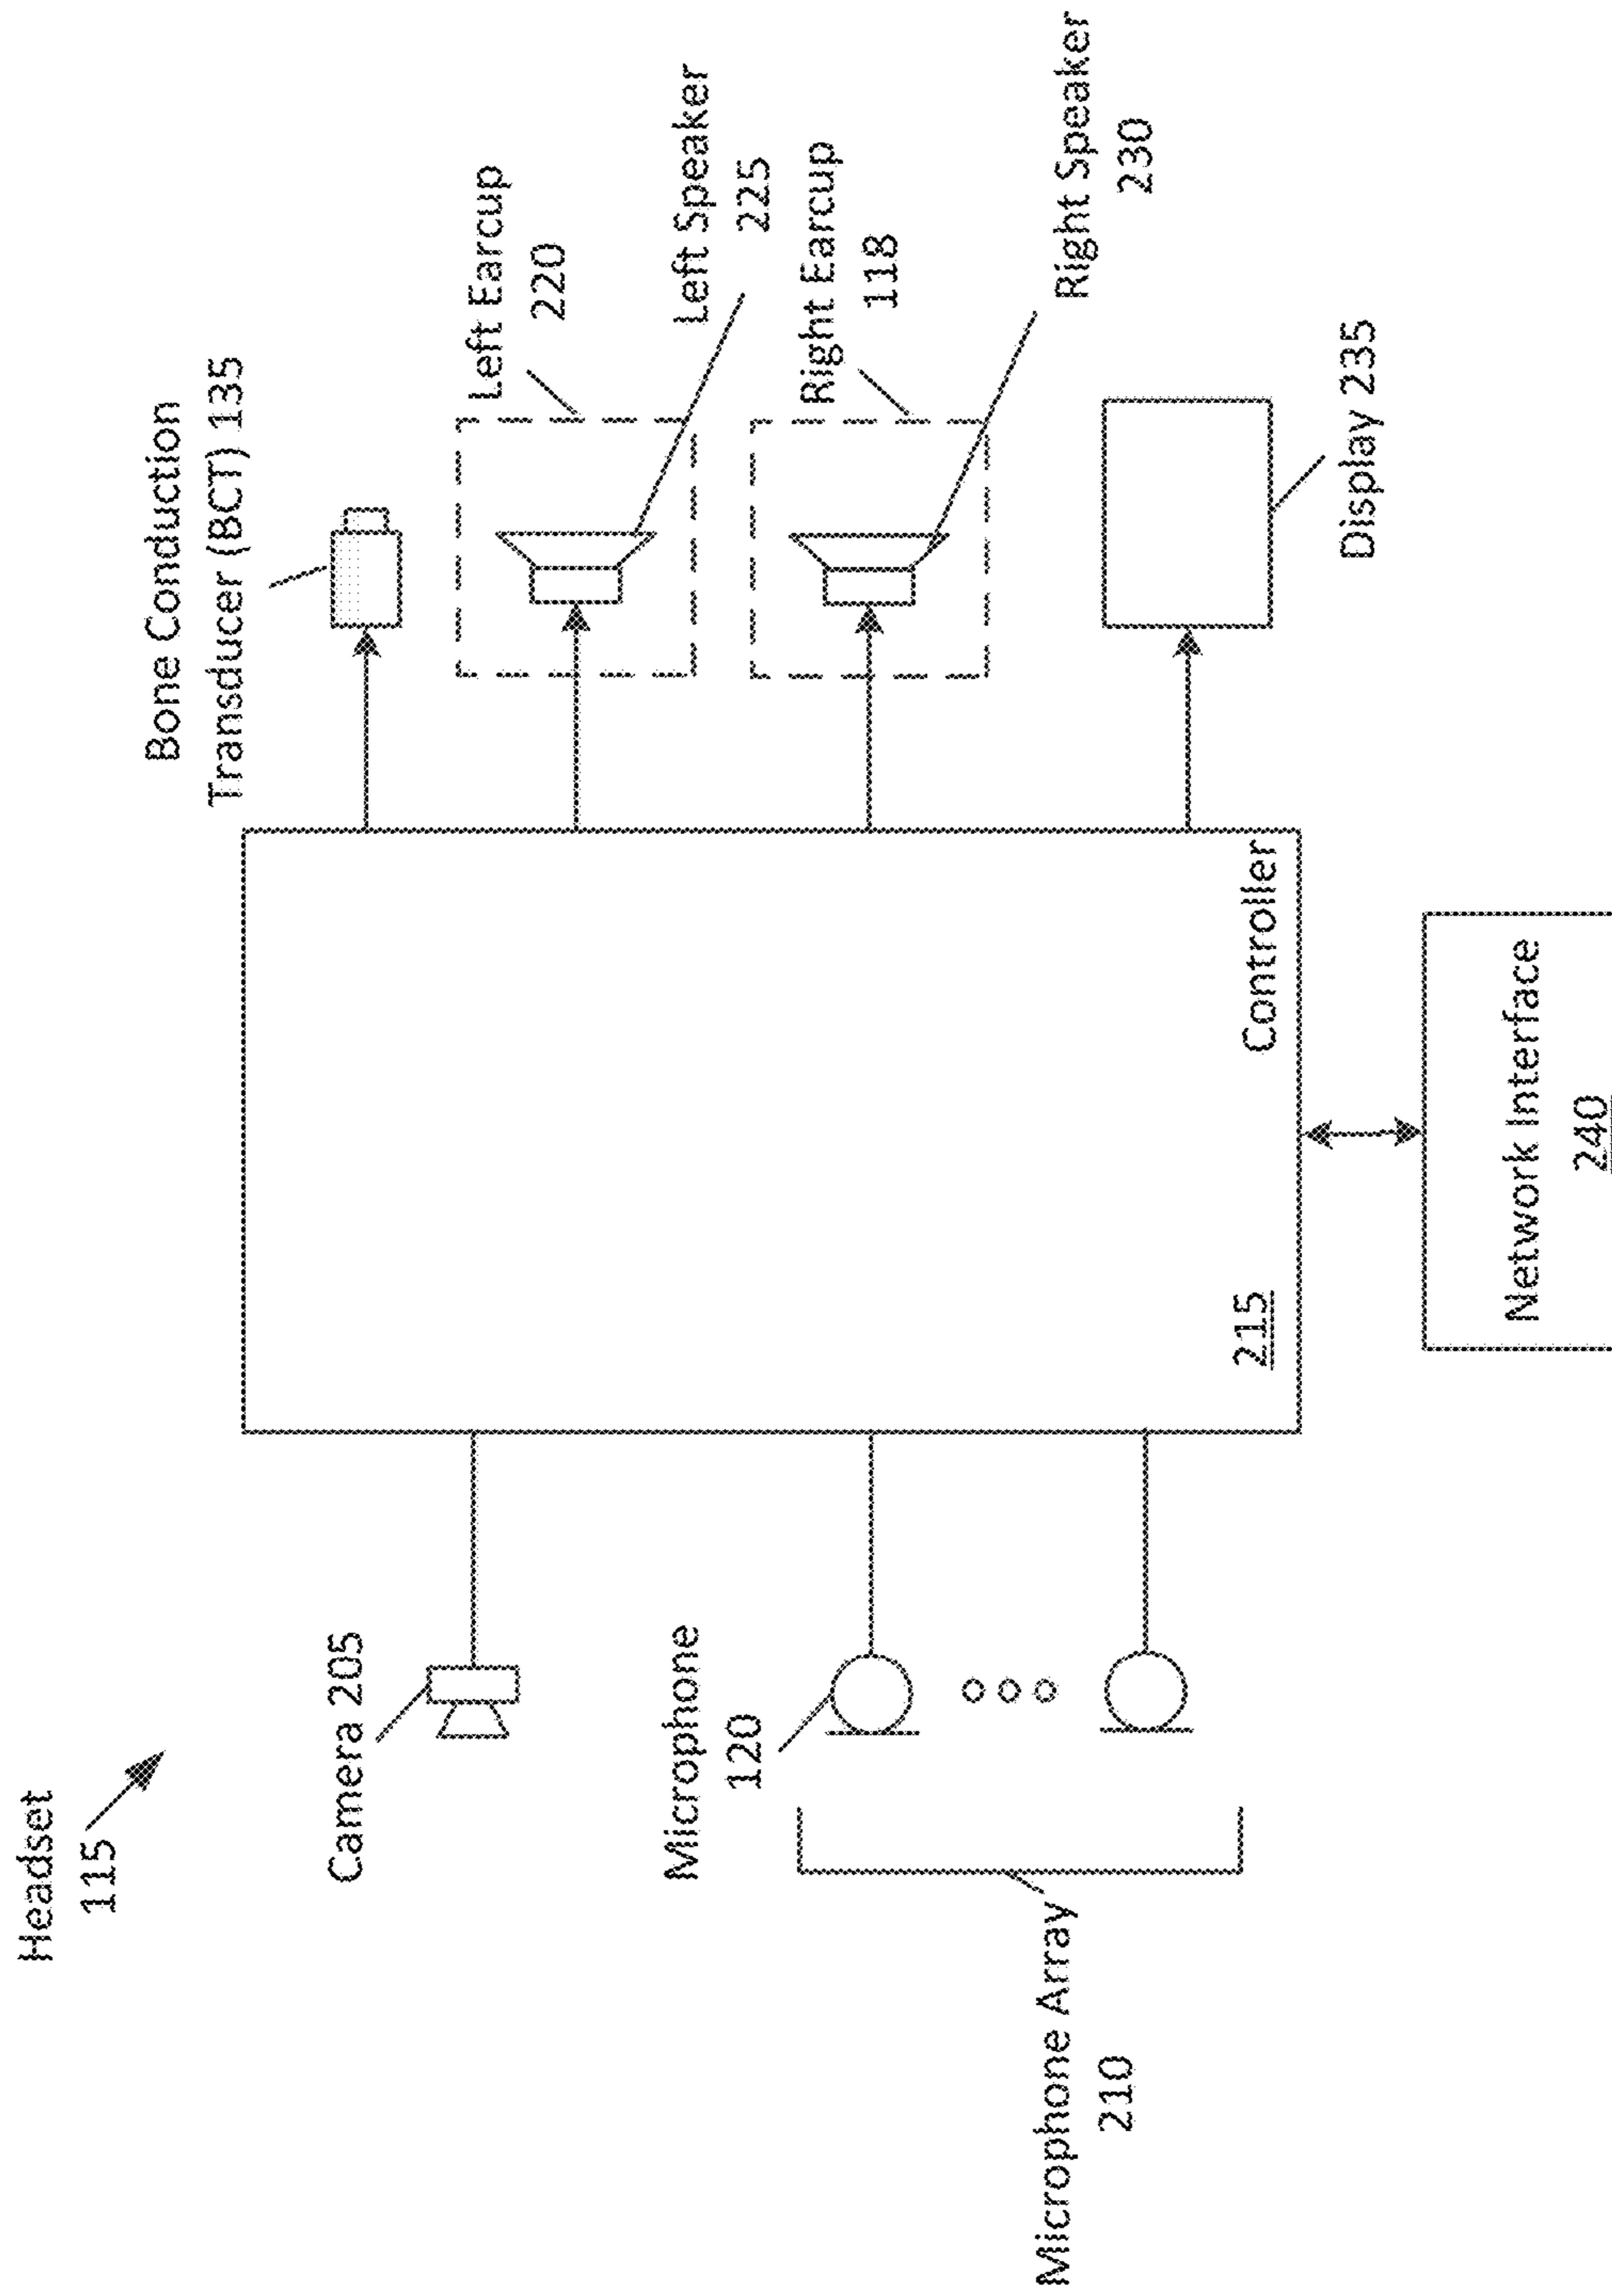 Headset
115
Camera 205
Microphone
120
Microphone Array
210
215
Controller
Network Interface
240
Bone Conduction
Transducer (BCT) 135
Left Earcup
220
Left Speaker
225
Right Earcup
118
Right Speaker
230
Display 235